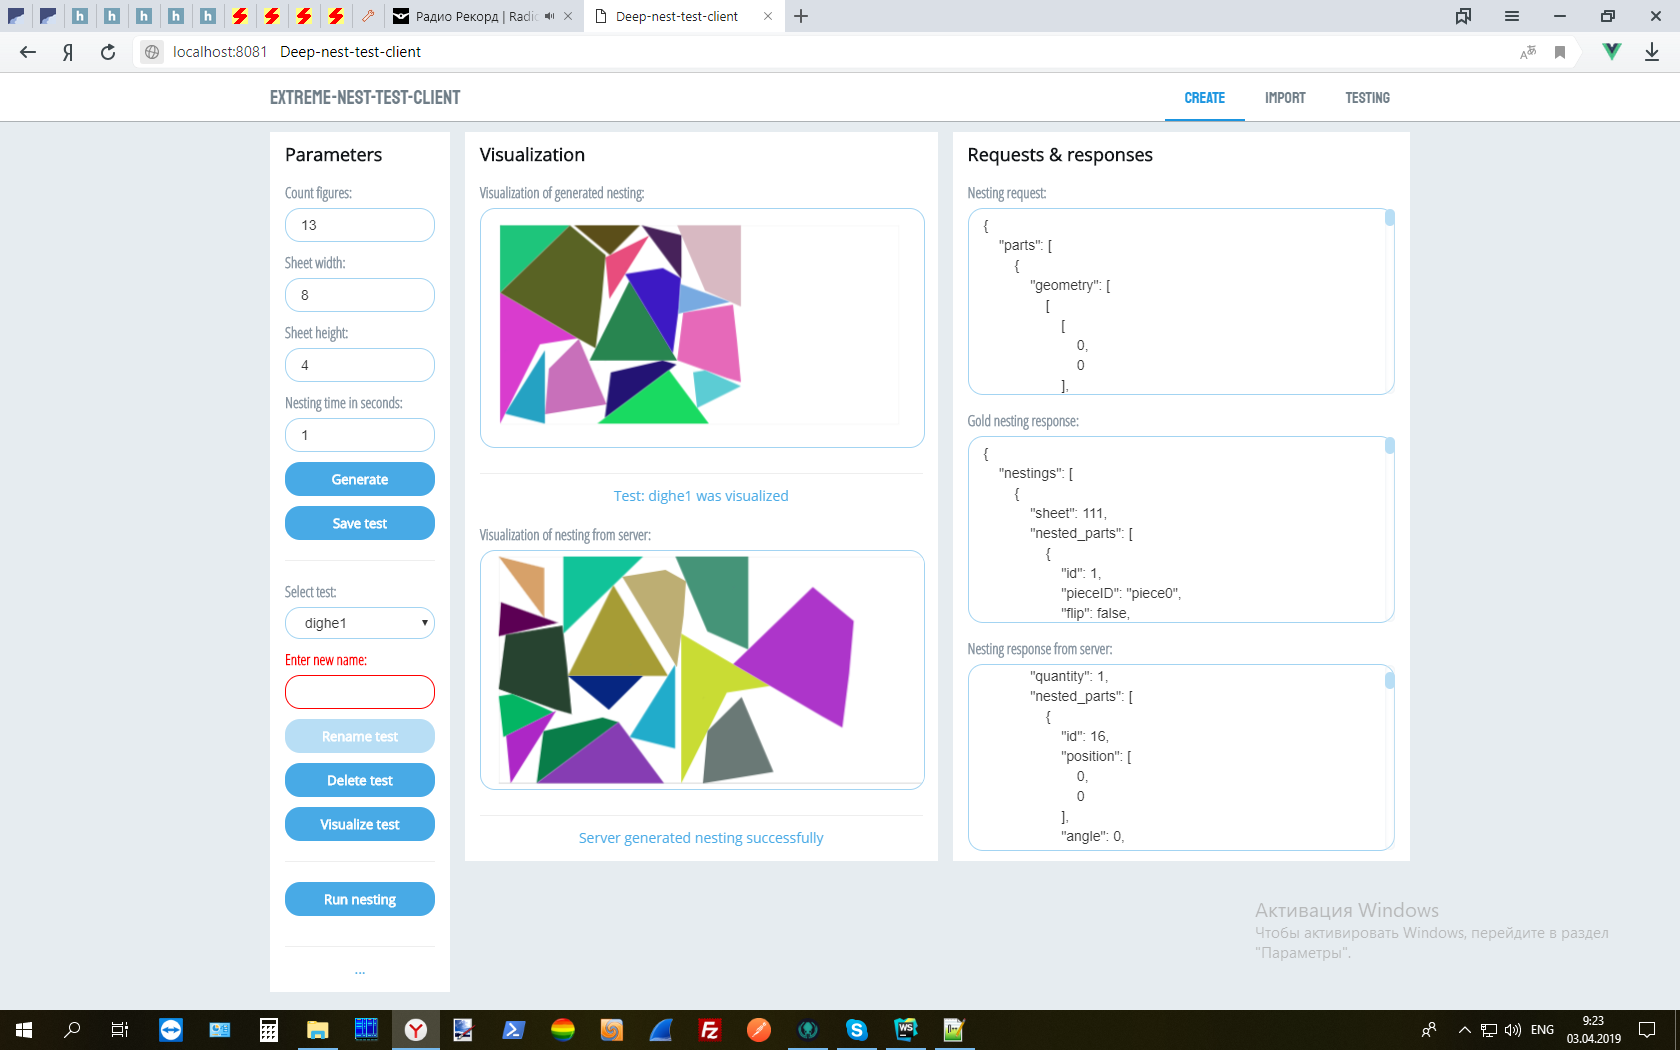 Радио Рекорд | Radio
Deep-nest-test-client
localhost:8081 Deep-nest-test-client
EXTREME-NEST-TEST-CLIENT
CREATE
IMPORT
TESTING
Parameters
Count figures:
13
Sheet width:
8
Sheet height:
4
Nesting time in seconds:
1
Generate
Save test
Select test:
dighe1
Enter new name:
Rename test
Delete test
Visualize test
Run nesting
...
Visualization
Visualization of generated nesting:
Test: dighe1 was visualized
Visualization of nesting from server:
Server generated nesting successfully
Requests & responses
Nesting request:
{
"parts": [
{
"geometry": [
[
[
0,
0
],
Gold nesting response:
{
"nestings": [
{
"sheet": 111,
"nested_parts": [
{
"id": 1,
"pieceID": "piece0",
"flip": false,
Nesting response from server:
"quantity": 1,
"nested_parts": [
{
"id": 16,
"position": [
0,
0
],
"angle": 0,
Активация Windows
Чтобы активировать Windows, перейдите в раздел
"Параметры".
ENG
9:23
03.04.2019